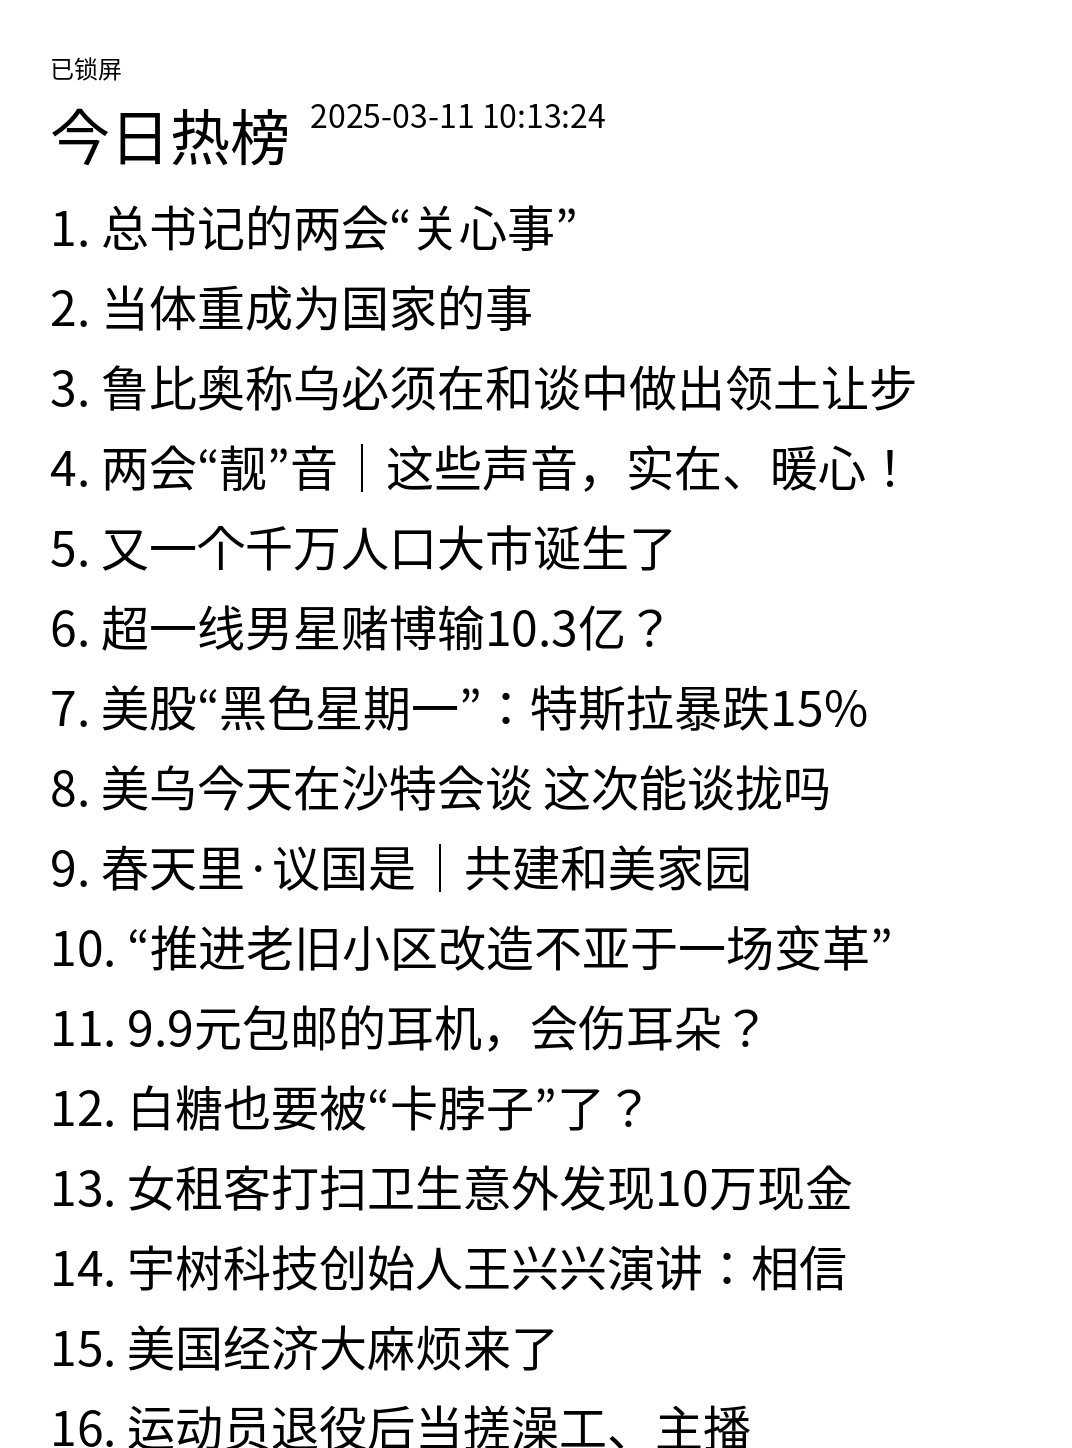 已锁屏
今日热榜 2025-03-11 10:13:24
1. 总书记的两会“关心事”
2. 当体重成为国家的事
3. 鲁比奥称乌必须在和谈中做出领土让步
4. 两会“靓”音｜这些声音，实在、暖心！
5. 又一个千万人口大市诞生了
6. 超一线男星赌博输10.3亿？
7. 美股“黑色星期一”：特斯拉暴跌15%
8. 美乌今天在沙特会谈 这次能谈拢吗
9. 春天里·议国是｜共建和美家园
10. “推进老旧小区改造不亚于一场变革”
11. 9.9元包邮的耳机，会伤耳朵？
12. 白糖也要被“卡脖子”了？
13. 女租客打扫卫生意外发现10万现金
14. 宇树科技创始人王兴兴演讲：相信
15. 美国经济大麻烦来了
16. 运动员退役后当搓澡工、主播